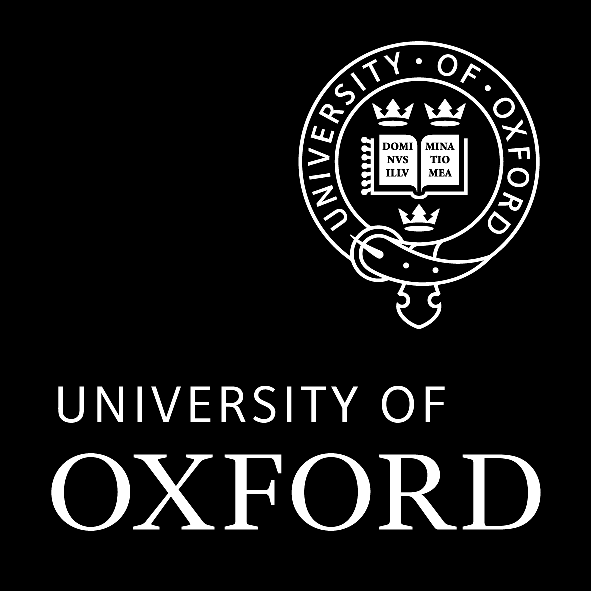 UNIVERSITY · OF · OXFORD
DOMI
NVS
ILLV
MINA
TIO
MEA
UNIVERSITY OF
OXFORD